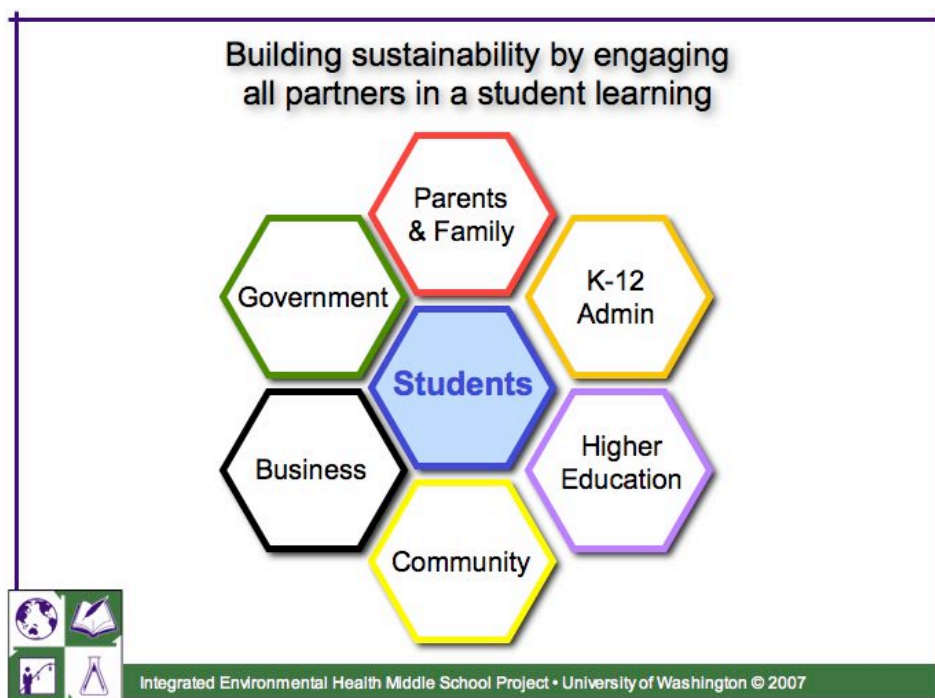 Building sustainability by engaging
all partners in a student learning
Parents
& Family
Government
K-12
Admin
Students
Business
Higher
Education
Community
Integrated Environmental Health Middle School Project • University of Washington © 2007